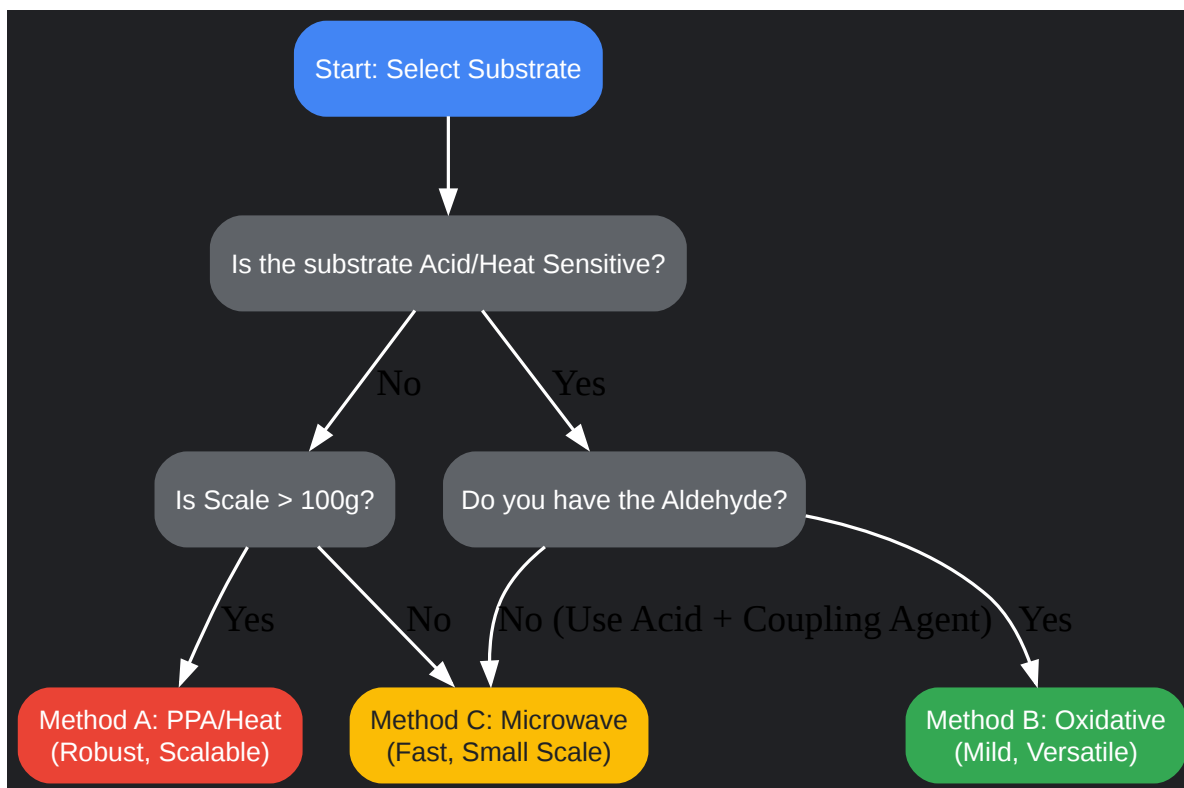 Start: Select Substrate
Is the substrate Acid/Heat Sensitive?
No
Yes
Is Scale > 100g?
Do you have the Aldehyde?
Yes
No
No (Use Acid + Coupling Agent)
Yes
Method A: PPA/Heat
(Robust, Scalable)
Method C: Microwave
(Fast, Small Scale)
Method B: Oxidative
(Mild, Versatile)